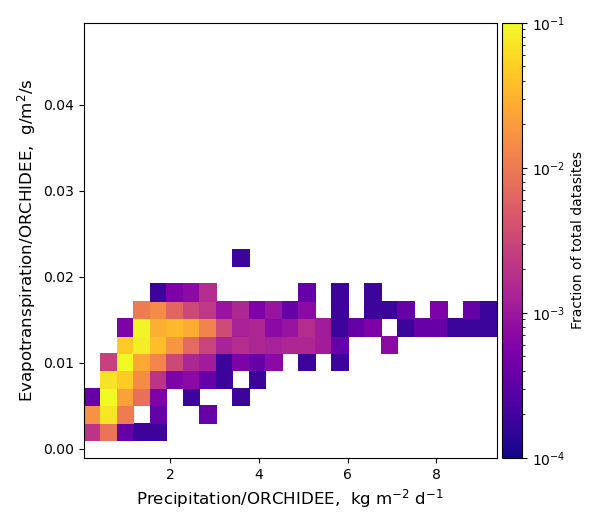 Evapotranspiration/ORCHIDEE, g/m²/s
0.04
0.03
0.02
0.01
0.00
2 4 6 8
Precipitation/ORCHIDEE, kg m⁻² d⁻¹
10⁻¹
10⁻²
10⁻³
10⁻⁴
Fraction of total datasites